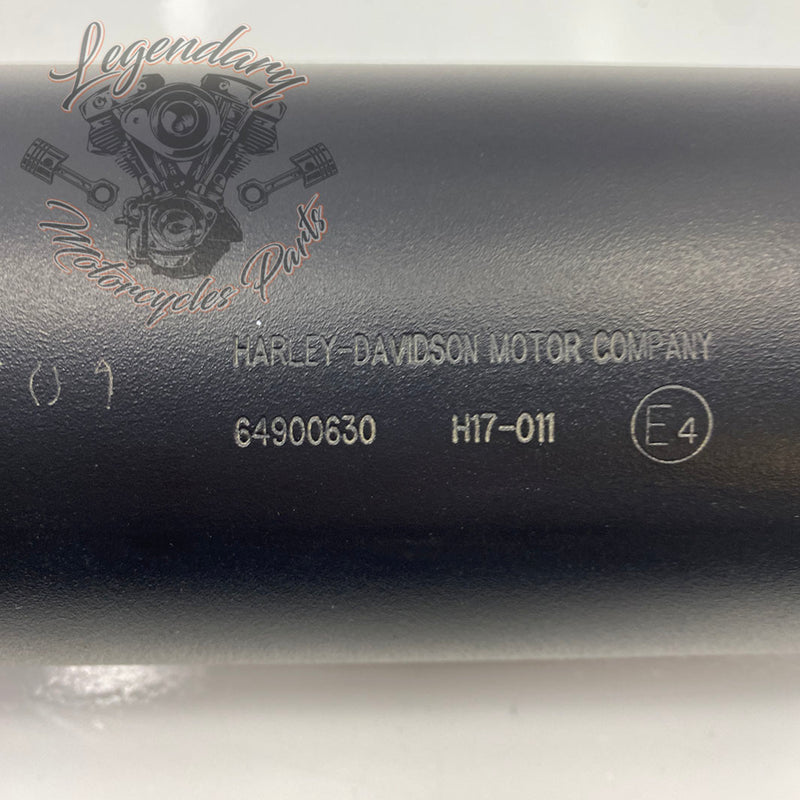 Legendary
Motorcycles Parts
HARLEY-DAVIDSON MOTOR COMPANY
64900630 H17-011 E4